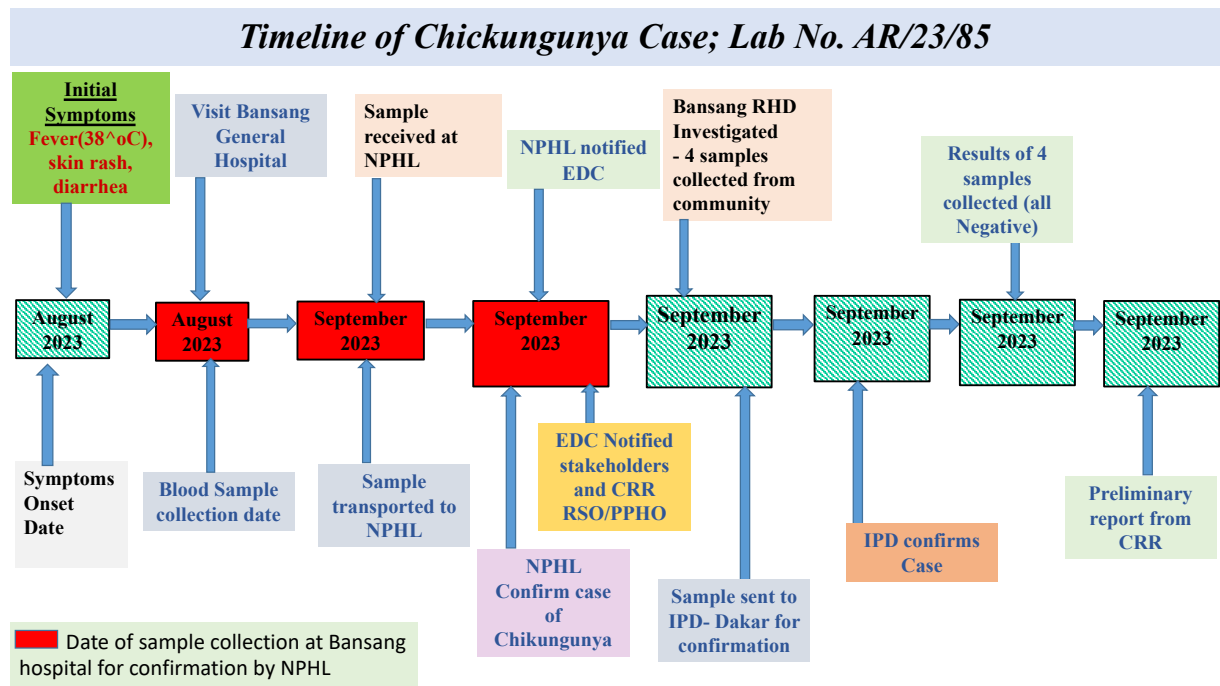 Timeline of Chickungunya Case; Lab No. AR/23/85
Initial
Symptoms
Fever(38^oC),
skin rash,
diarrhea
Visit Bansang
General
Hospital
Sample
received at
NPHL
NPHL notified
EDC
Bansang RHD
Investigated
- 4 samples
collected from
community
Results of 4
samples
collected (all
Negative)
August
2023
August
2023
September
2023
September
2023
September
2023
September
2023
September
2023
September
2023
Symptoms
Onset
Date
Blood Sample
collection date
Sample
transported to
NPHL
EDC Notified
stakeholders
and CRR
RSO/PPHO
NPHL
Confirm case
of
Chikungunya
Sample sent to
IPD- Dakar for
confirmation
IPD confirms
Case
Preliminary
report from
CRR
Date of sample collection at Bansang
hospital for confirmation by NPHL